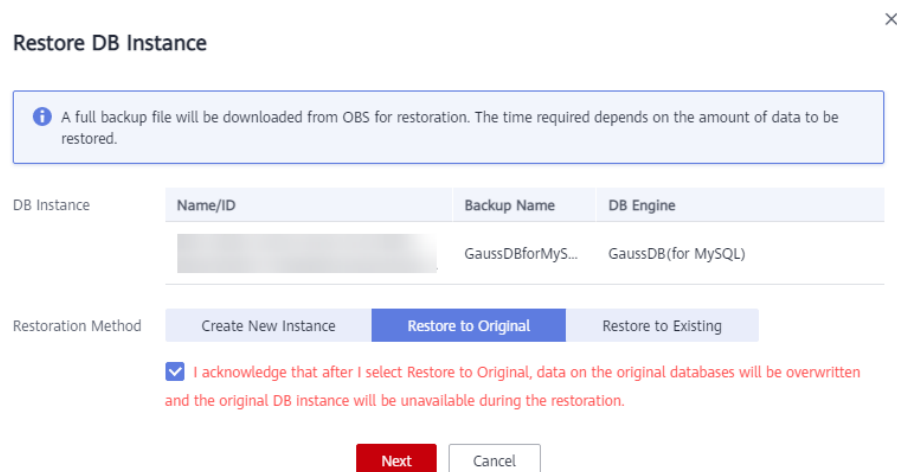 Restore DB Instance
A full backup file will be downloaded from OBS for restoration. The time required depends on the amount of data to be
restored.
DB Instance
Name/ID Backup Name DB Engine
GaussDBforMyS... GaussDB(for MySQL)
Restoration Method Create New Instance Restore to Original Restore to Existing
I acknowledge that after I select Restore to Original, data on the original databases will be overwritten
and the original DB instance will be unavailable during the restoration.
Next Cancel